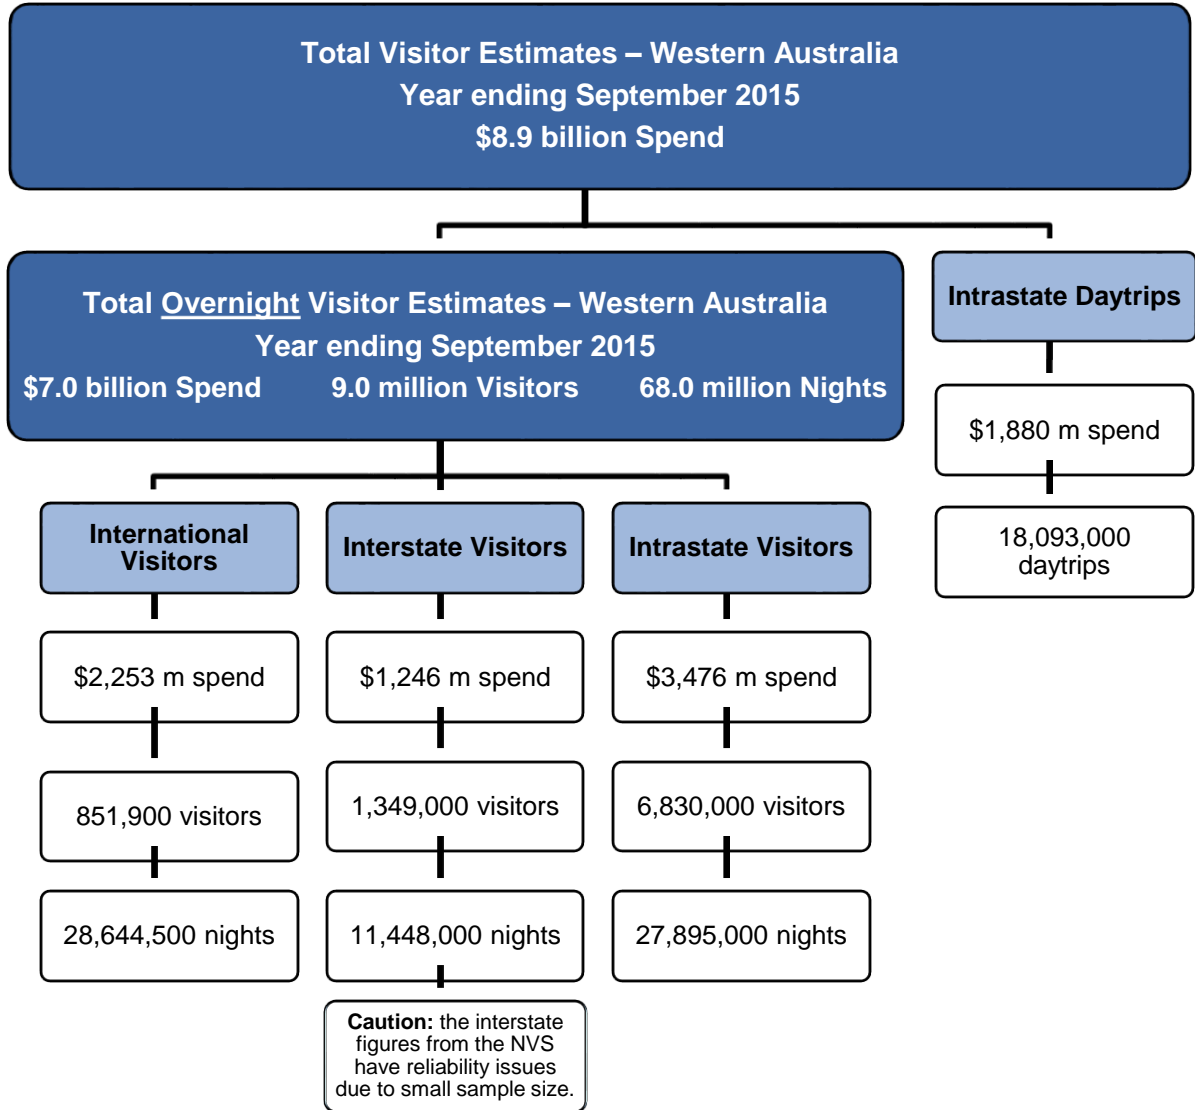 Total Visitor Estimates – Western Australia
Year ending September 2015
$8.9 billion Spend
Total Overnight Visitor Estimates – Western Australia
Year ending September 2015
$7.0 billion Spend 9.0 million Visitors 68.0 million Nights
International
Visitors
$2,253 m spend
851,900 visitors
28,644,500 nights
Interstate Visitors
$1,246 m spend
1,349,000 visitors
11,448,000 nights
Caution: the interstate
figures from the NVS
have reliability issues
due to small sample size.
Intrastate Visitors
$3,476 m spend
6,830,000 visitors
27,895,000 nights
Intrastate Daytrips
$1,880 m spend
18,093,000
daytrips